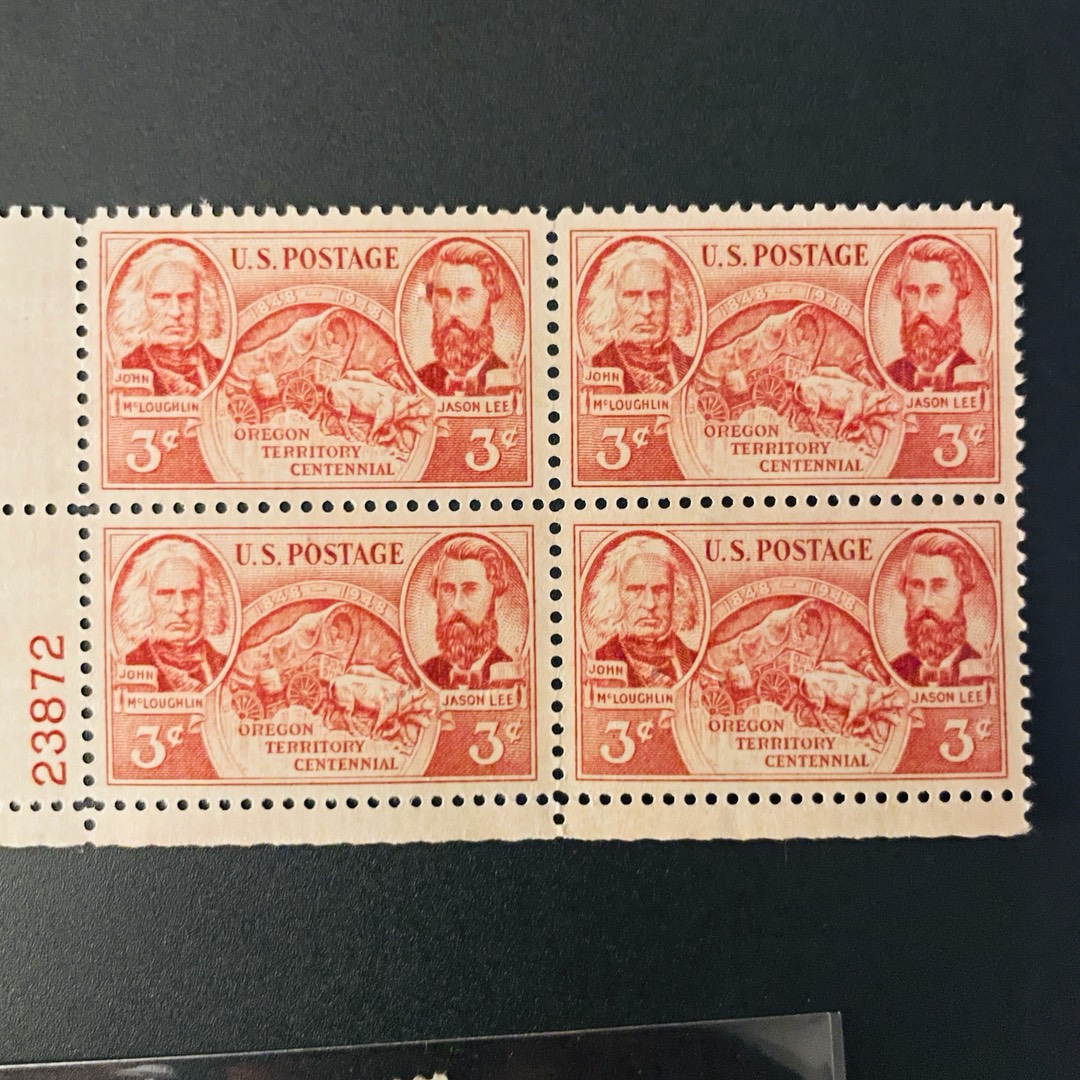 U.S. POSTAGE
1848 — 1948
JOHN
McLOUGHLIN
JASON LEE
3¢
3¢
OREGON
TERRITORY
CENTENNIAL
U.S. POSTAGE
1848 — 1948
JOHN
McLOUGHLIN
JASON LEE
3¢
3¢
OREGON
TERRITORY
CENTENNIAL
U.S. POSTAGE
1848 — 1948
JOHN
McLOUGHLIN
JASON LEE
3¢
3¢
OREGON
TERRITORY
CENTENNIAL
U.S. POSTAGE
1848 — 1948
JOHN
McLOUGHLIN
JASON LEE
3¢
3¢
OREGON
TERRITORY
CENTENNIAL
23872